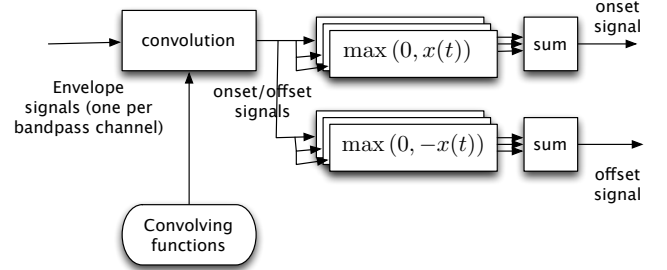 onset
signal
convolution
max (0, x(t))
sum
Envelope
signals (one per
bandpass channel)
onset/offset
signals
max (0, −x(t))
sum
offset
signal
Convolving
functions